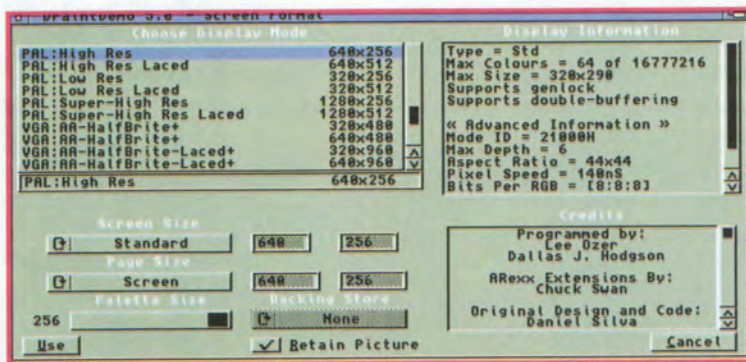 DPaintDemo 5.0 - Screen Format
Choose Display Mode
PAL:High Res 640x256
PAL:High Res Laced 640x512
PAL:Low Res 320x256
PAL:Low Res Laced 320x512
PAL:Super-High Res 1280x256
PAL:Super-High Res Laced 1280x512
VGA:AA-HalfBrite+ 320x480
VGA:AA-HalfBrite+ 640x480
VGA:AA-HalfBrite-Laced+ 320x960
VGA:AA-HalfBrite-Laced+ 640x960
PAL:High Res 640x256
Display Information
Type = Std
Max Colours = 64 of 16777216
Max Size = 320x290
Supports genlock
Supports double-buffering
« Advanced Information »
Mode ID = 21000H
Max Depth = 6
Aspect Ratio = 44x44
Pixel Speed = 140nS
Bits Per RGB = [8:8:8]
Screen Size
Standard 640 256
Page Size
Screen 640 256
Palette Size
256
Backing Store
None
Use
Retain Picture
Credits
Programmed by:
Lee Ozer
Dallas J. Hodgson
ARexx Extensions By:
Chuck Swan
Original Design and Code:
Daniel Silva
Cancel